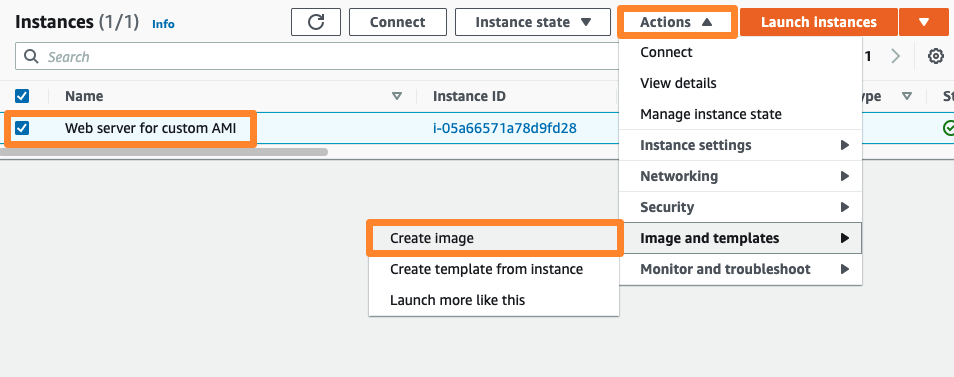 Instances (1/1) Info
Connect
Instance state
Actions
Launch instances
Search
1
Connect
View details
Manage instance state
Instance settings
Networking
Security
Image and templates
Monitor and troubleshoot
Name
Instance ID
ype
St
Web server for custom AMI
i-05a66571a78d9fd28
Create image
Create template from instance
Launch more like this